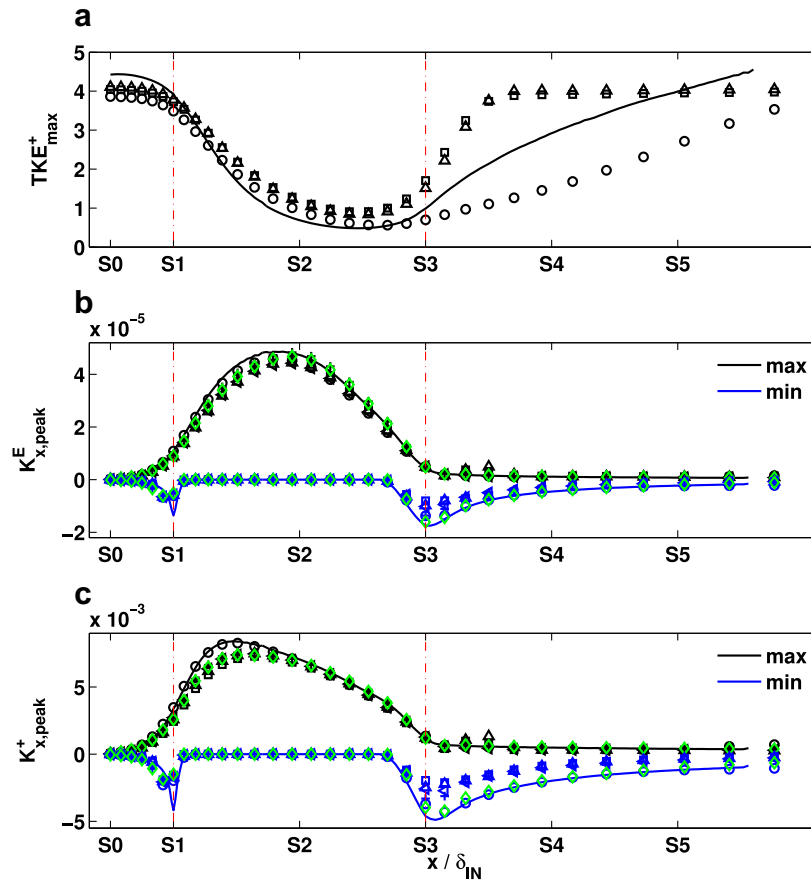 a
TKE+max
5
4
3
2
1
0
S0 S1 S2 S3 S4 S5
b
x 10-5
KEx,peak
4
2
0
−2
max
min
S0 S1 S2 S3 S4 S5
c
x 10-3
K+x,peak
5
0
−5
max
min
S0 S1 S2 S3 S4 S5
x / δIN